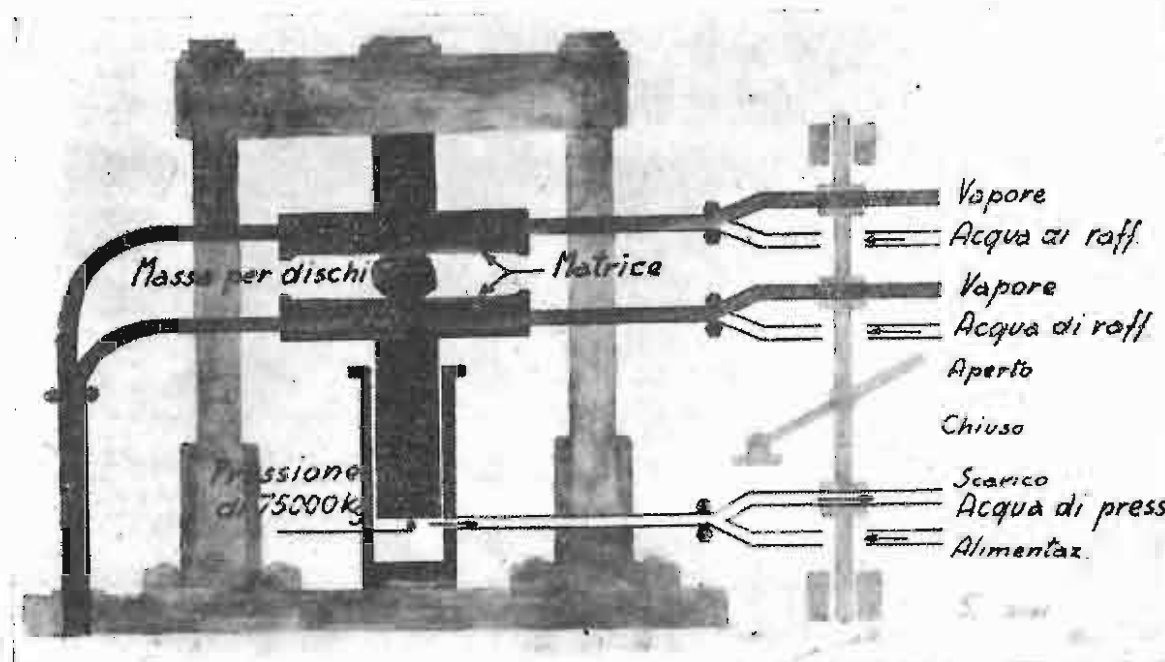 Vapore
Acqua di raff.
Massa per dischi
Matrice
Vapore
Acqua di raff
Aperto
Chiuso
Pressione
di 75000 kg
Scarico
Acqua di press
Alimentaz.